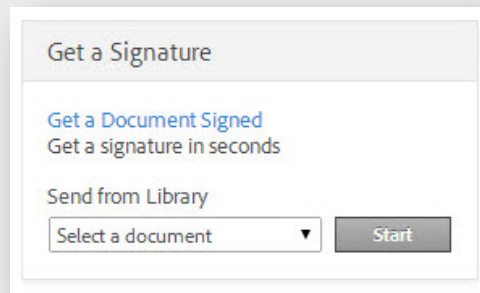 Get a Signature
Get a Document Signed
Get a signature in seconds
Send from Library
Select a document
Start